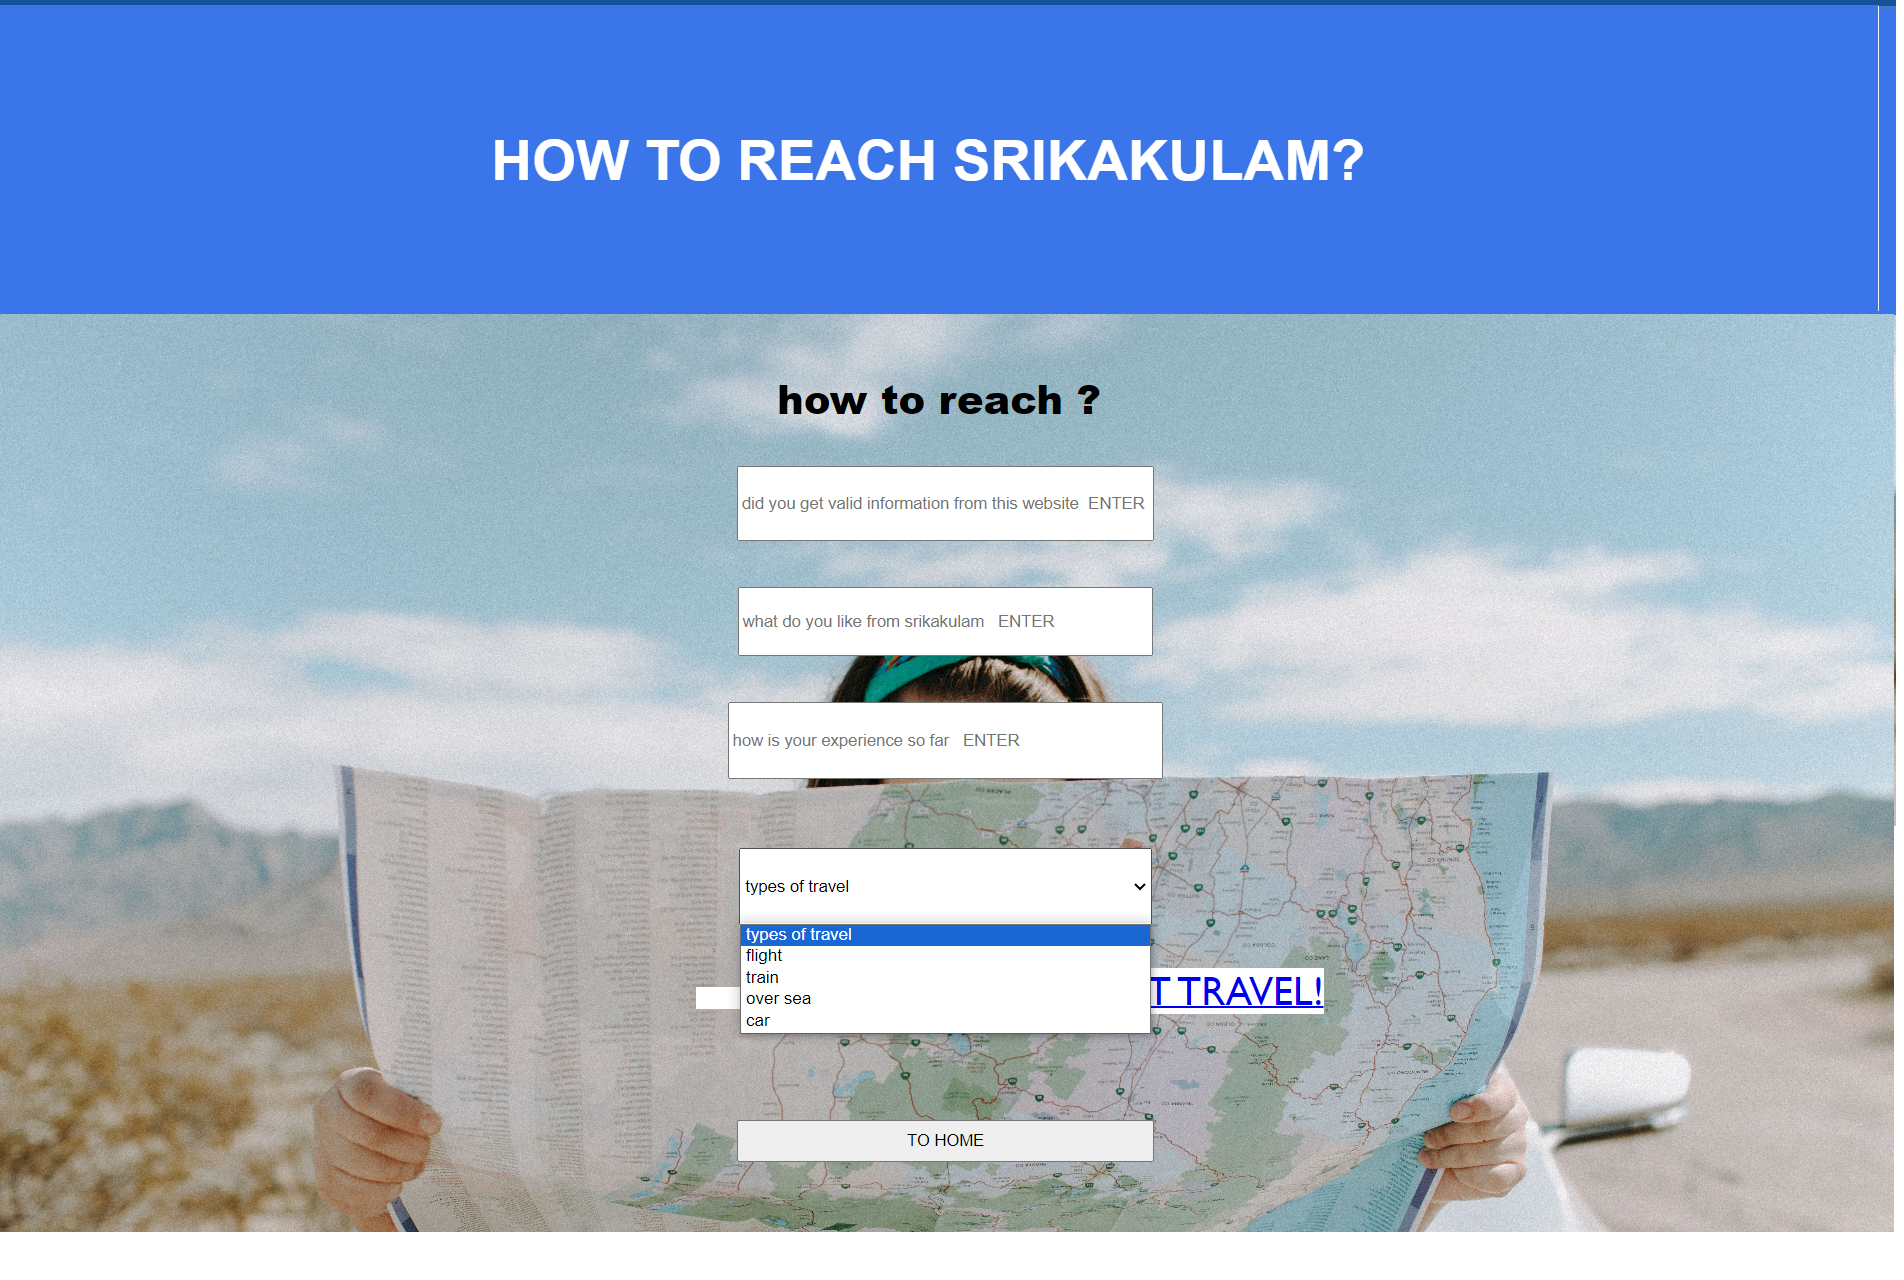 HOW TO REACH SRIKAKULAM?
how to reach ?
did you get valid information from this website  ENTER
what do you like from srikakulam   ENTER
how is your experience so far   ENTER
types of travel
types of travel
flight
train
over sea
car
T TRAVEL!
TO HOME